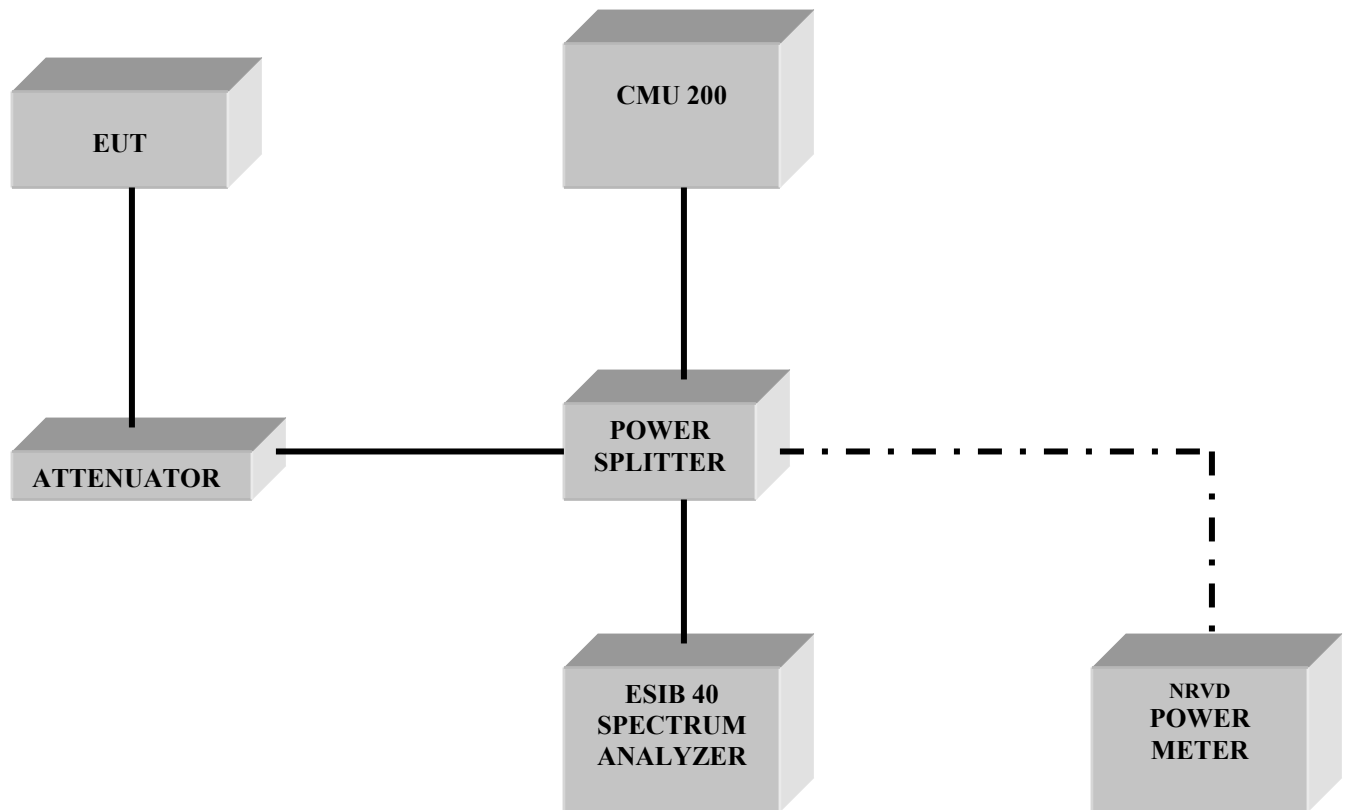 EUT
CMU 200
ATTENUATOR
POWER
SPLITTER
ESIB 40
SPECTRUM
ANALYZER
NRVD
POWER
METER